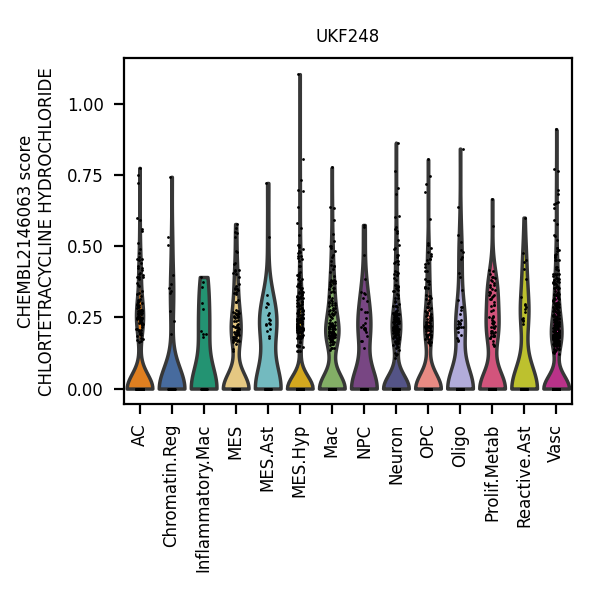 UKF248
CHEMBL2146063 score
CHLORTETRACYCLINE HYDROCHLORIDE
1.00
0.75
0.50
0.25
0.00
AC
Chromatin.Reg
Inflammatory.Mac
MES
MES.Ast
MES.Hyp
Mac
NPC
Neuron
OPC
Oligo
Prolif.Metab
Reactive.Ast
Vasc